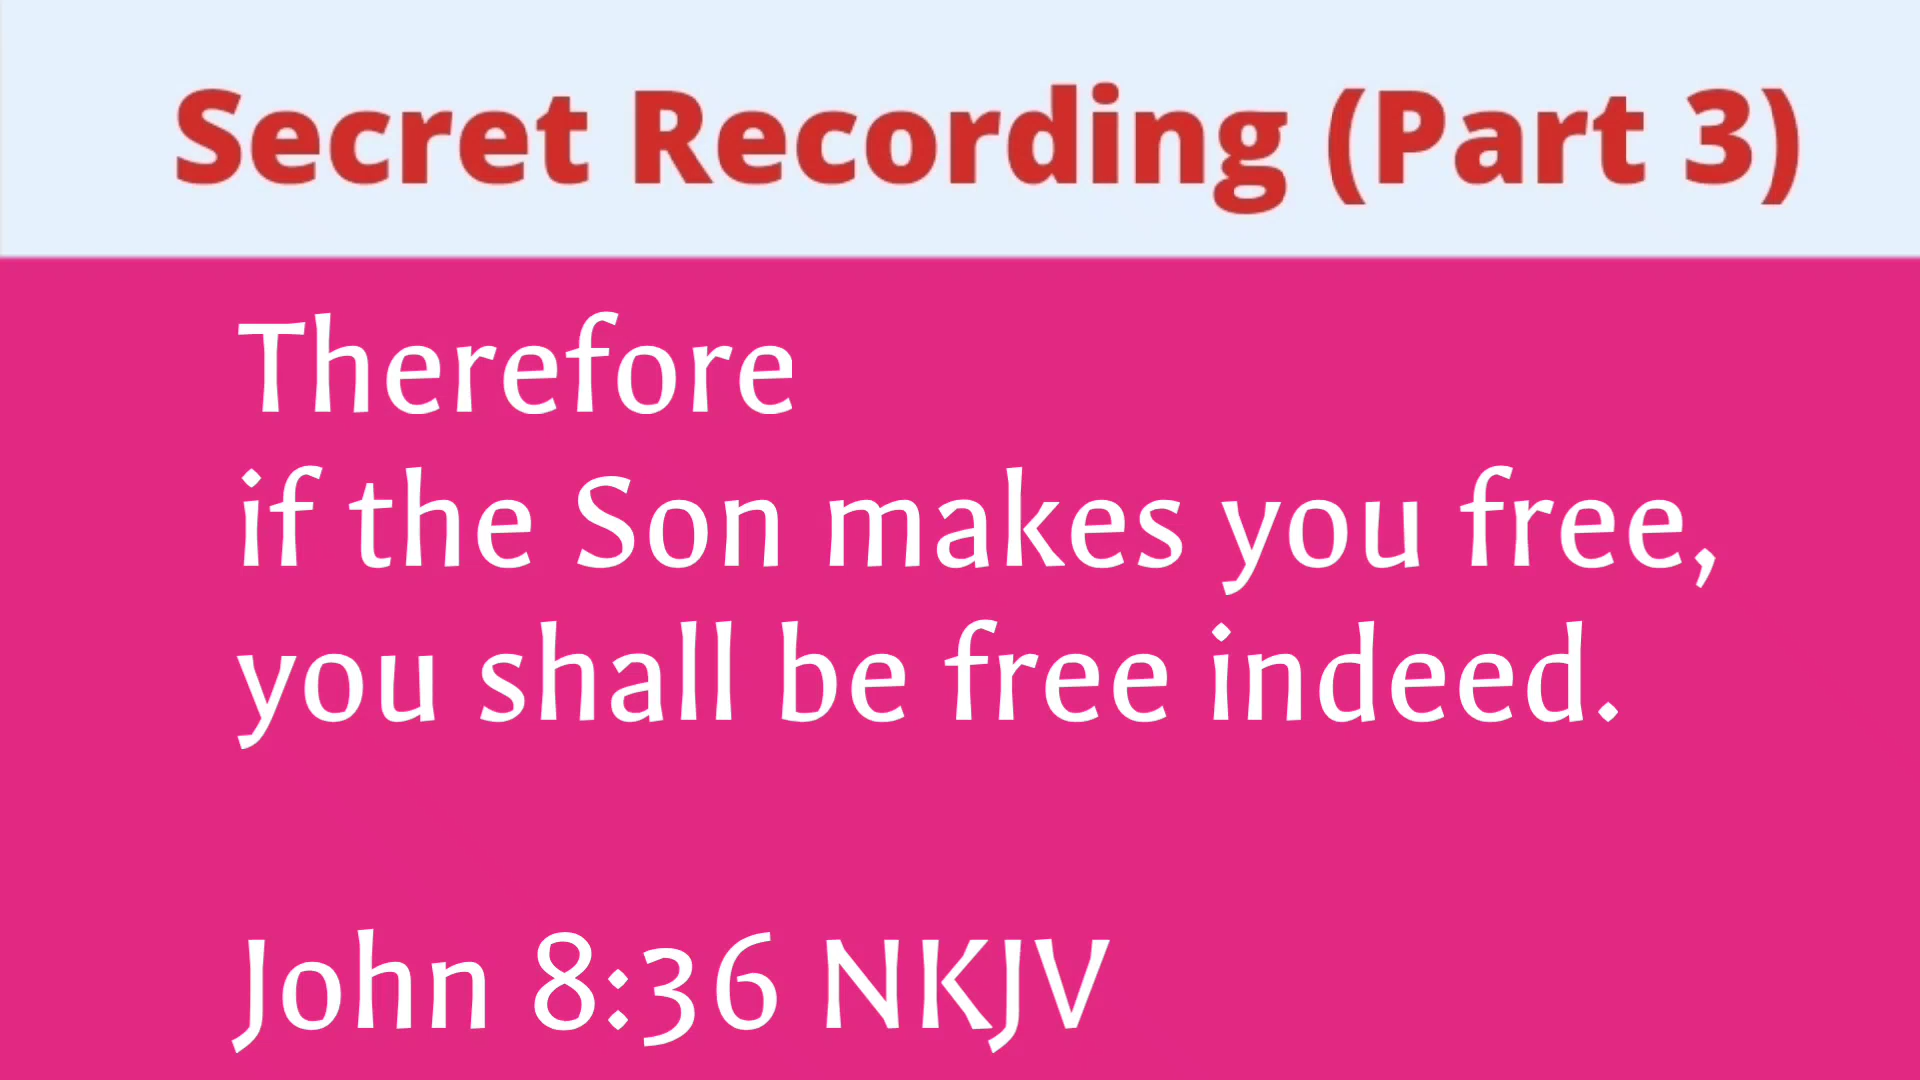 Secret Recording (Part 3)
Therefore
if the Son makes you free,
you shall be free indeed.
John 8:36 NKJV